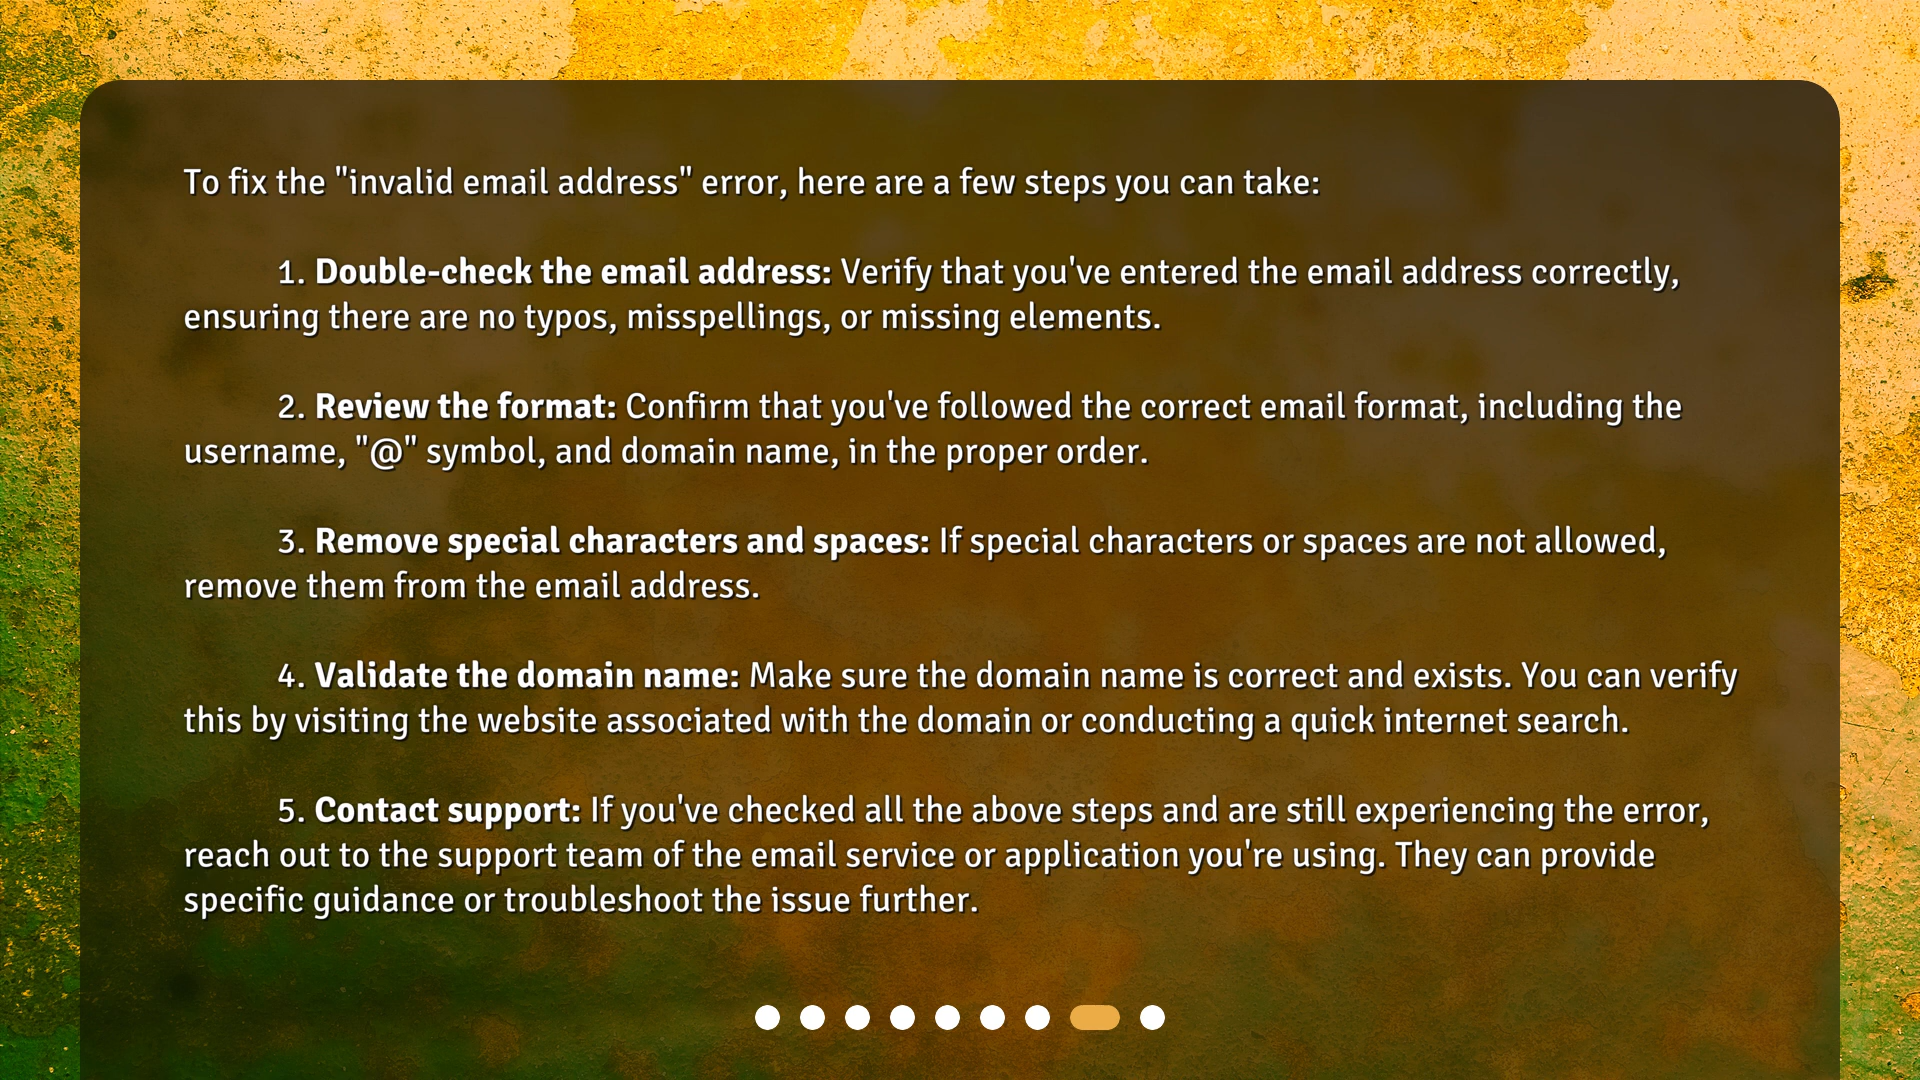 To fix the "invalid email address" error, here are a few steps you can take:
1. Double-check the email address: Verify that you've entered the email address correctly,
ensuring there are no typos, misspellings, or missing elements.
2. Review the format: Confirm that you've followed the correct email format, including the
username, "@" symbol, and domain name, in the proper order.
3. Remove special characters and spaces: If special characters or spaces are not allowed,
remove them from the email address.
4. Validate the domain name: Make sure the domain name is correct and exists. You can verify
this by visiting the website associated with the domain or conducting a quick internet search.
5. Contact support: If you've checked all the above steps and are still experiencing the error,
reach out to the support team of the email service or application you're using. They can provide
specific guidance or troubleshoot the issue further.